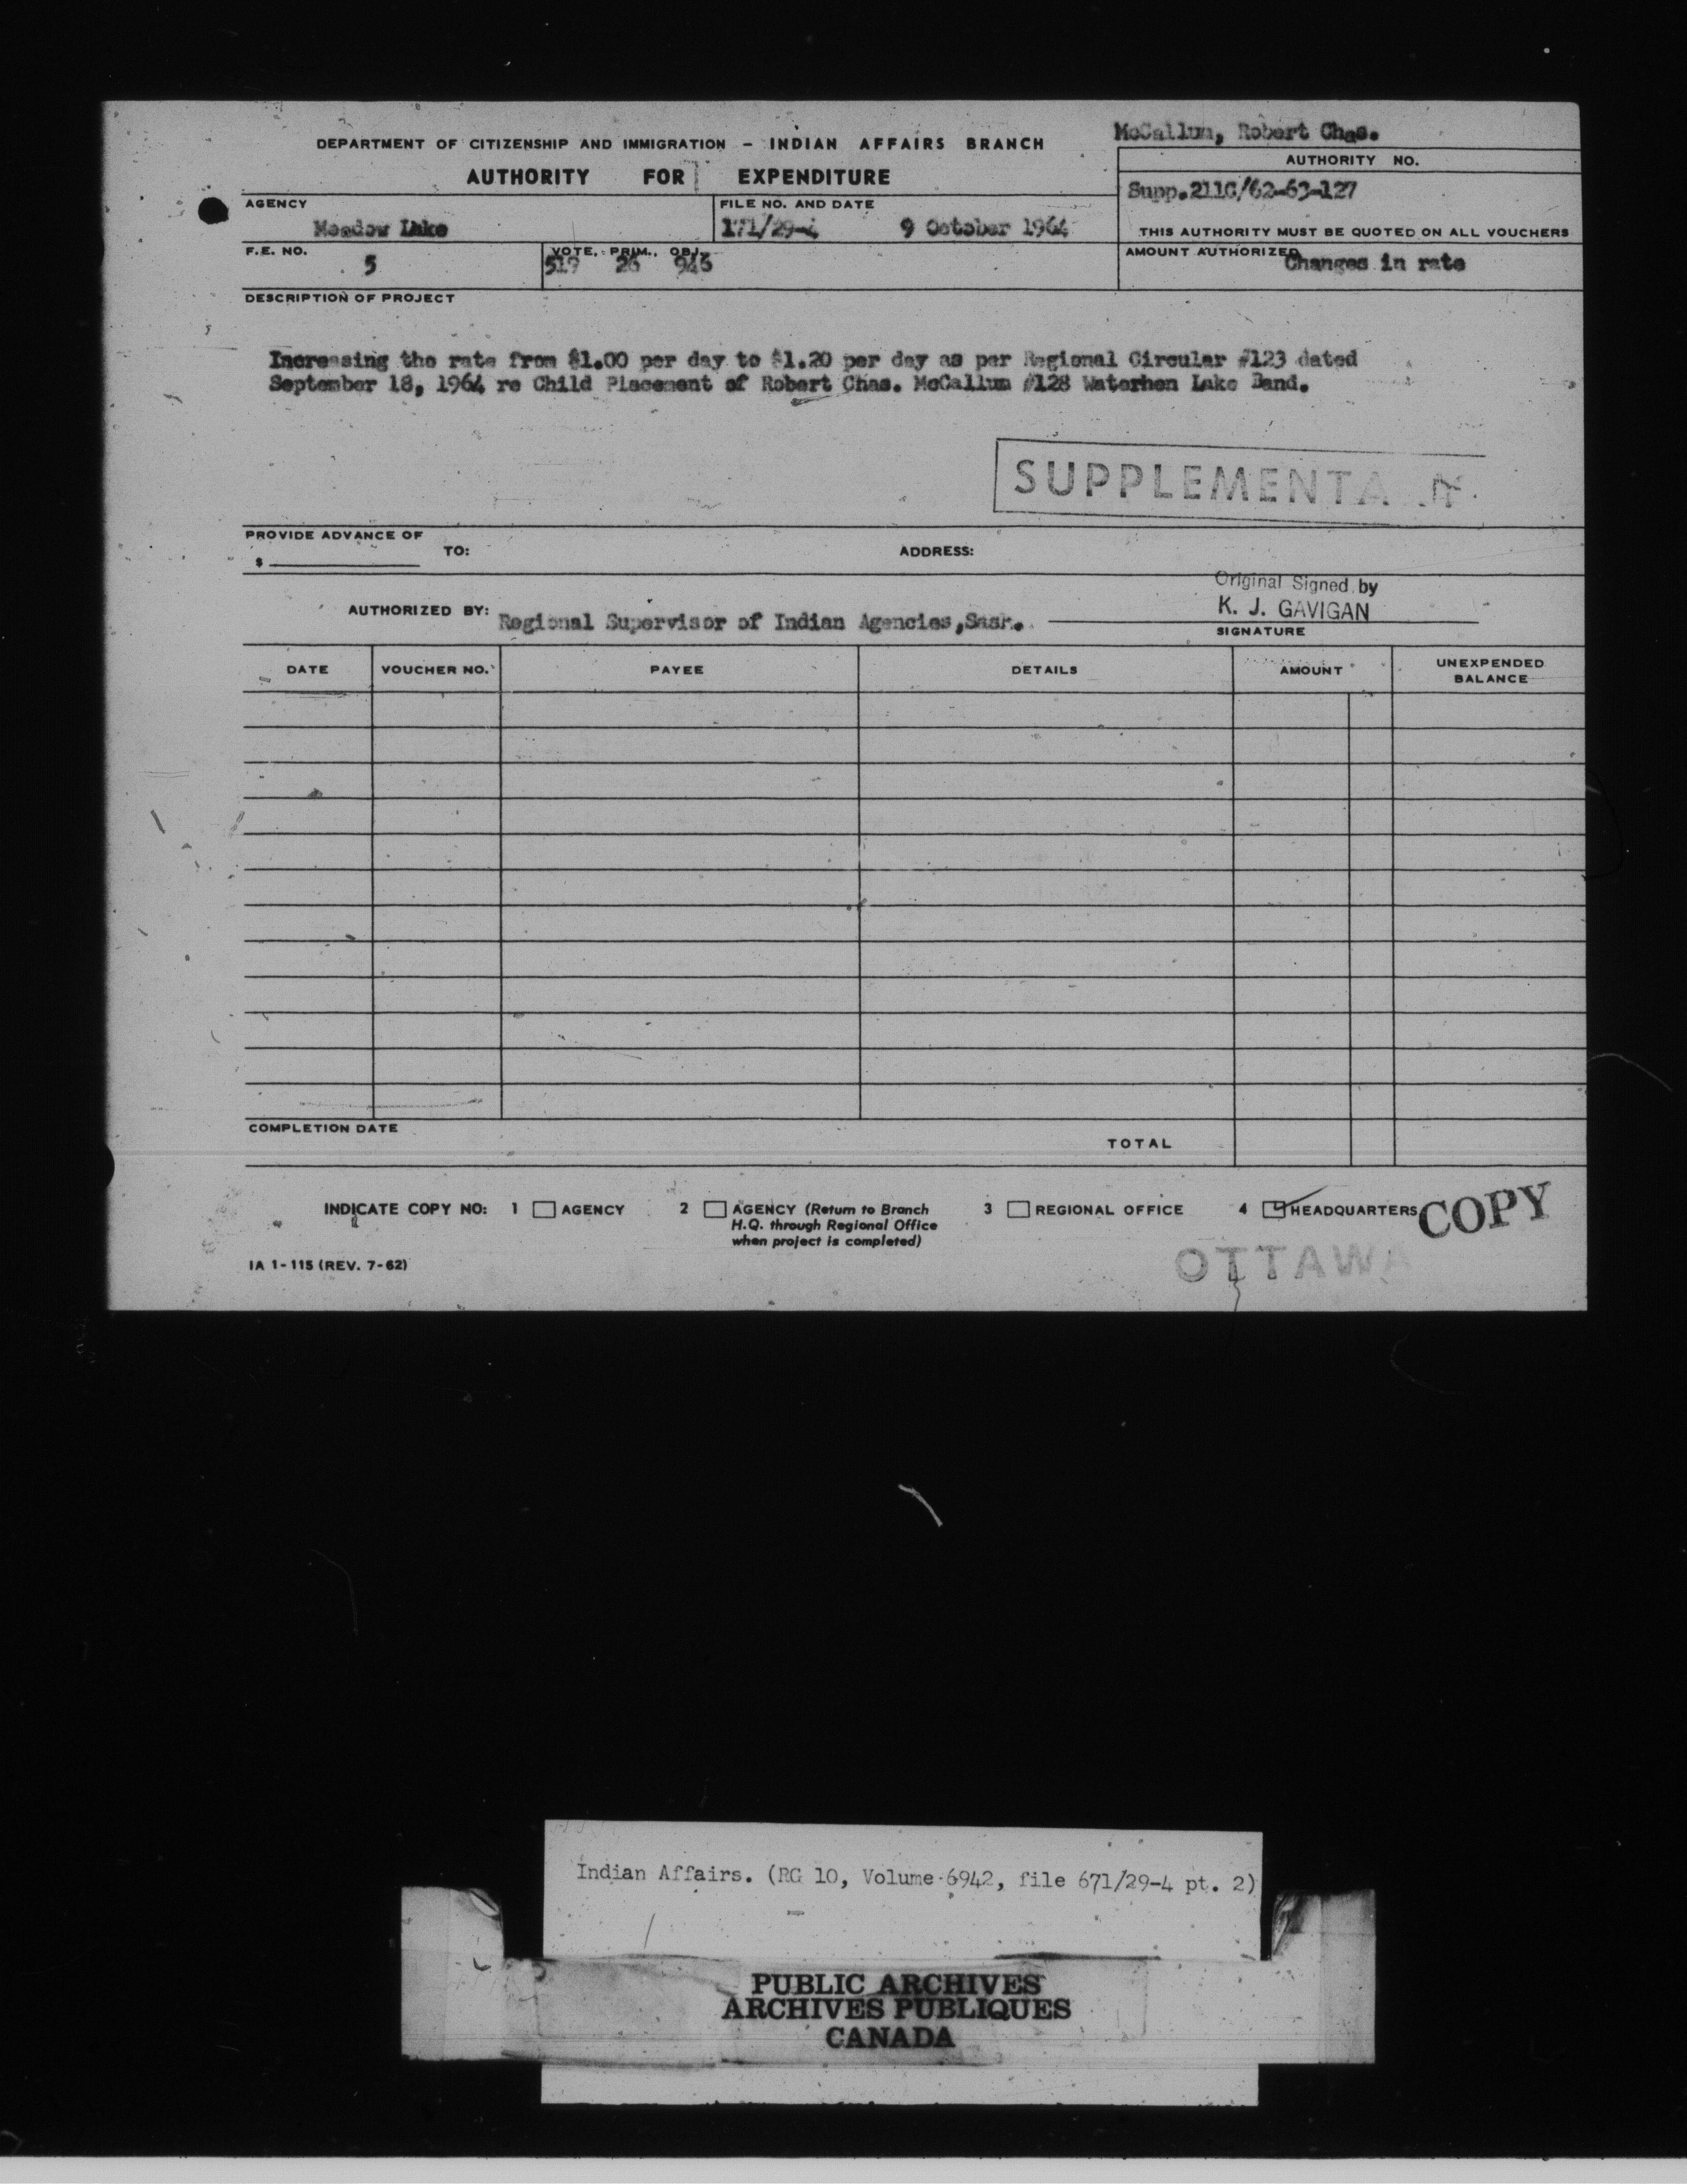 McCallum, Robert Chas.
DEPARTMENT OF CITIZENSHIP AND IMMIGRATION – INDIAN AFFAIRS BRANCH
AUTHORITY FOR EXPENDITURE
AUTHORITY NO.
Supp.211C/62-63-127
THIS AUTHORITY MUST BE QUOTED ON ALL VOUCHERS
AGENCY
Meadow Lake
FILE NO. AND DATE
171/29-4 9 October 1964
F.E. NO.
5
VOTE, PRIM., OBJ.
519 26 943
AMOUNT AUTHORIZED
Changes in rate
DESCRIPTION OF PROJECT
Increasing the rate from $1.00 per day to $1.20 per day as per Regional Circular #123 dated
September 18, 1964 re Child Placement of Robert Chas. McCallum #128 Waterhen Lake Band.
SUPPLEMENTA
PROVIDE ADVANCE OF
$ TO: ADDRESS:
Original Signed by
K. J. GAVIGAN
AUTHORIZED BY: Regional Supervisor of Indian Agencies,Sask.
SIGNATURE
DATE VOUCHER NO. PAYEE DETAILS AMOUNT UNEXPENDED
BALANCE
COMPLETION DATE
TOTAL
INDICATE COPY NO: 1 AGENCY 2 AGENCY (Return to Branch
H.Q. through Regional Office
when project is completed)
3 REGIONAL OFFICE 4 HEADQUARTERS
COPY
OTTAWA
IA 1-115 (REV. 7-62)
Indian Affairs. (RG 10, Volume 6942, file 671/29-4 pt. 2)
PUBLIC ARCHIVES
ARCHIVES PUBLIQUES
CANADA